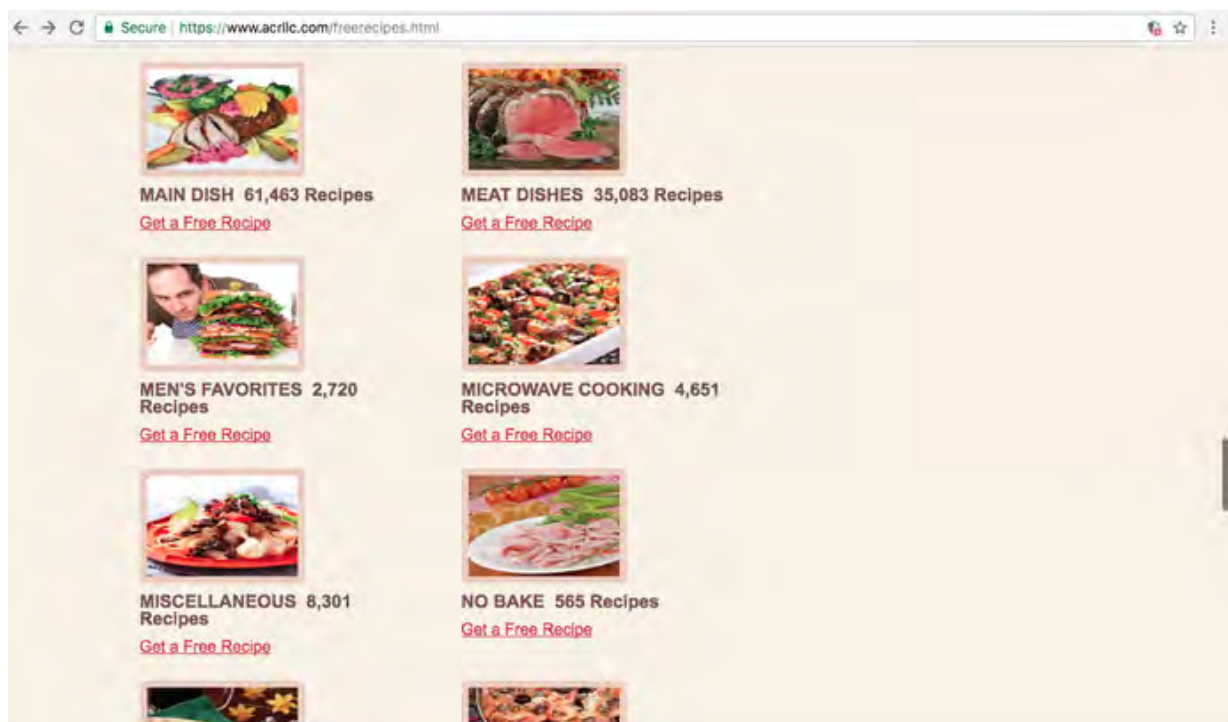 Secure | https://www.acrllc.com/freerecipes.html
MAIN DISH 61,463 Recipes
MEAT DISHES 35,083 Recipes
Get a Free Recipe
Get a Free Recipe
MEN'S FAVORITES 2,720
Recipes
MICROWAVE COOKING 4,651
Recipes
Get a Free Recipe
Get a Free Recipe
MISCELLANEOUS 8,301
Recipes
NO BAKE 565 Recipes
Get a Free Recipe
Get a Free Recipe